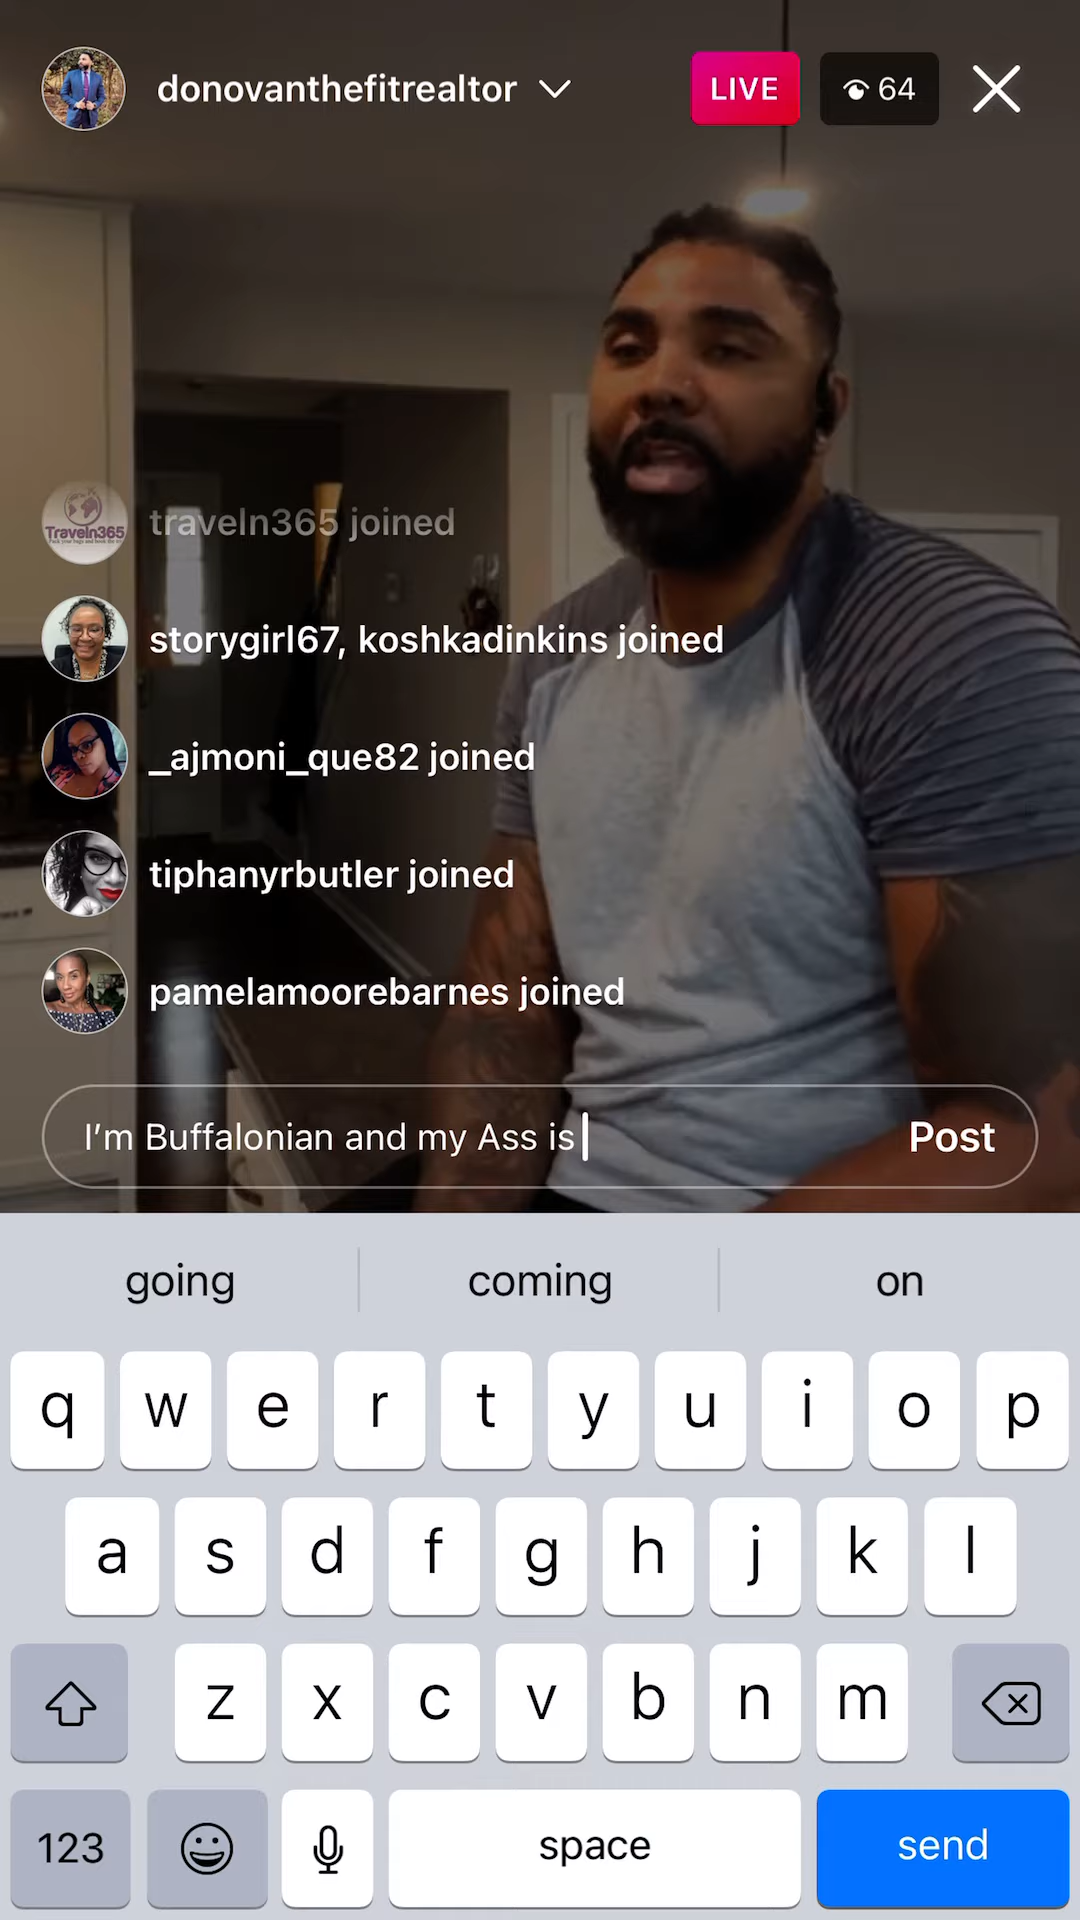 donovanthefitrealtor
LIVE
64
Traveln365
traveln365 joined
storygirl67, koshkadinkins joined
_ajmoni_que82 joined
tiphanyrbutler joined
pamelamoorebarnes joined
I'm Buffalonian and my Ass is
Post
going coming on
q w e r t y u i o p
a s d f g h j k l
z x c v b n m
123 space send